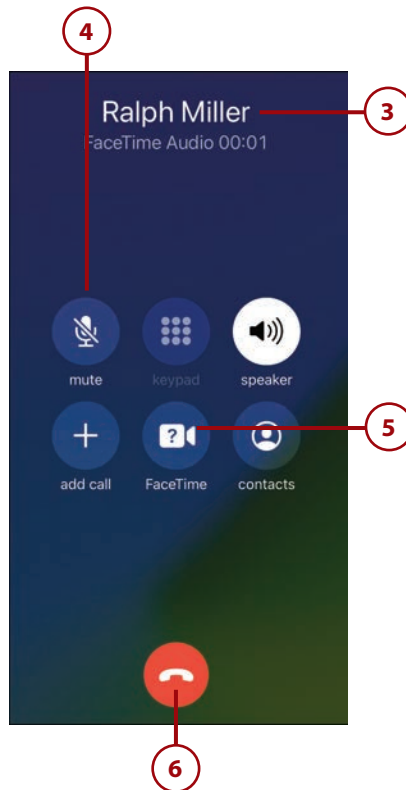 4
Ralph Miller
3
FaceTime Audio 00:01
mute
keypad
speaker
?
5
add call
FaceTime
contacts
6